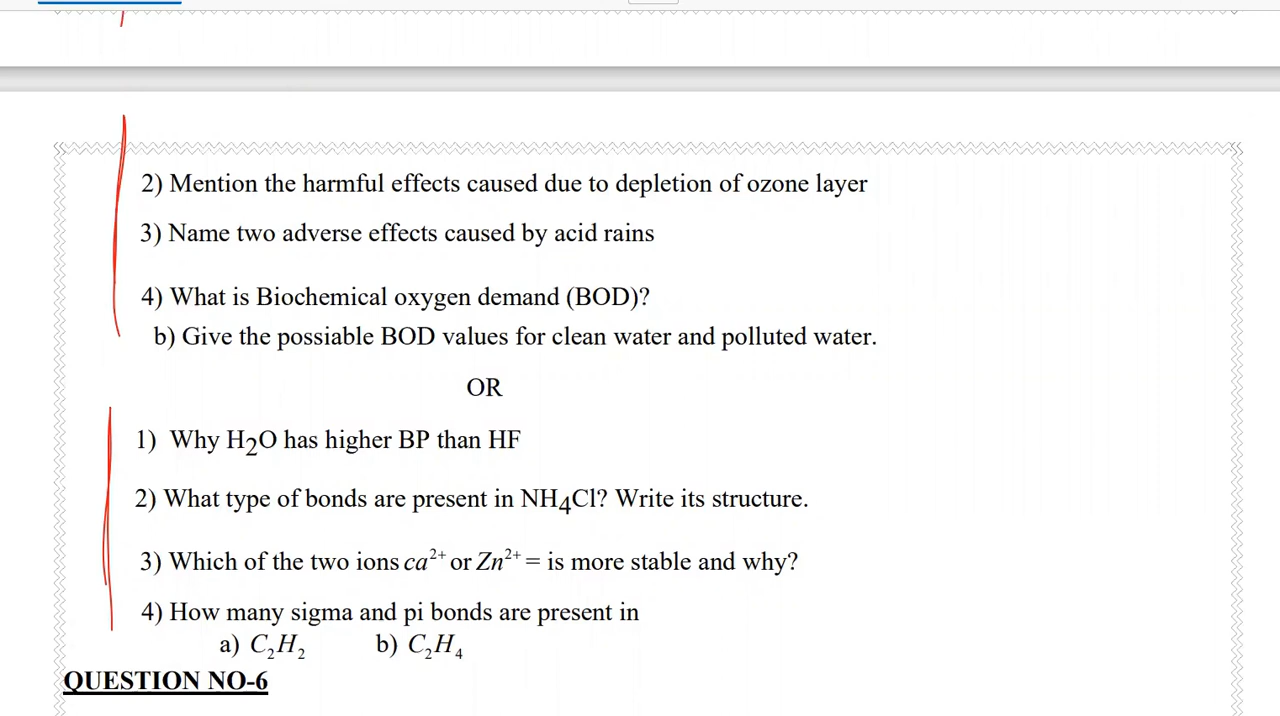 2) Mention the harmful effects caused due to depletion of ozone layer
3) Name two adverse effects caused by acid rains
4) What is Biochemical oxygen demand (BOD)?
b) Give the possiable BOD values for clean water and polluted water.
OR
1) Why H₂O has higher BP than HF
2) What type of bonds are present in NH₄Cl? Write its structure.
3) Which of the two ions ca²⁺ or Zn²⁺ = is more stable and why?
4) How many sigma and pi bonds are present in
a) C₂H₂ b) C₂H₄
QUESTION NO-6